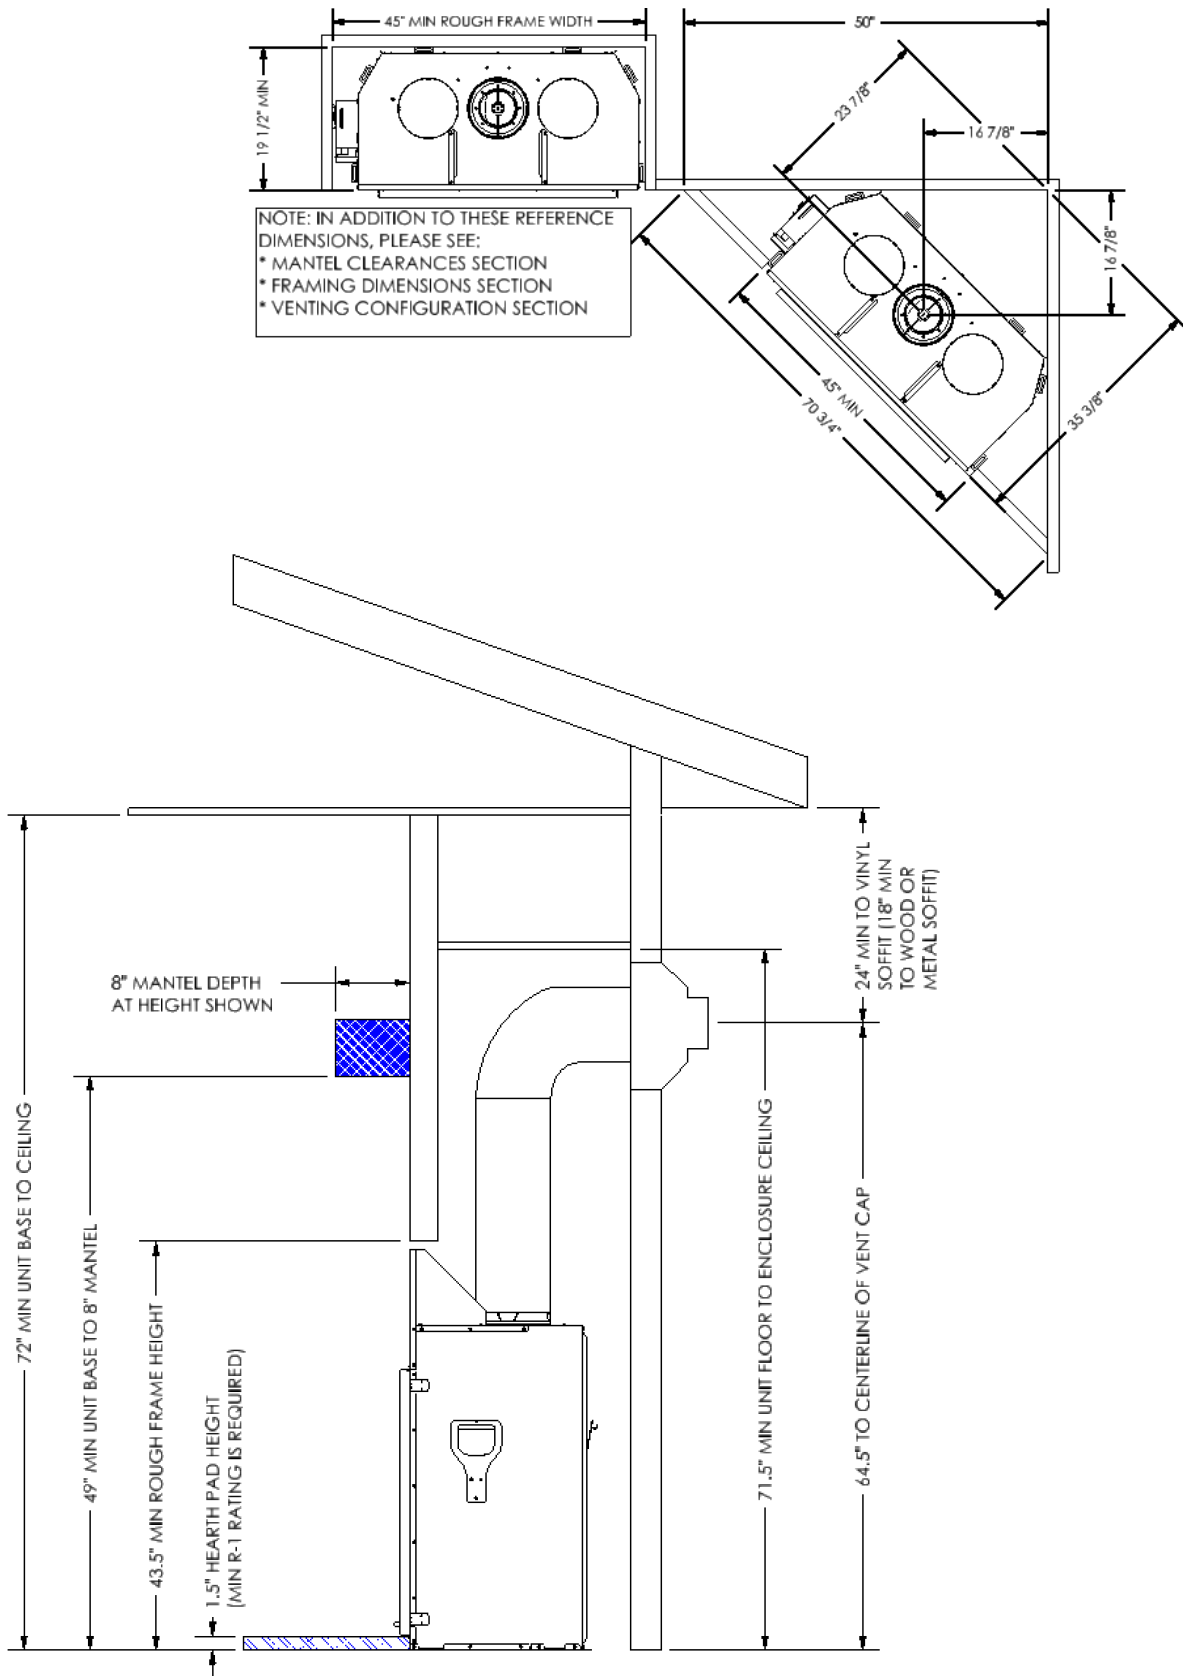 45" MIN ROUGH FRAME WIDTH
50"
19 1/2" MIN
23 7/8"
16 7/8"
16 7/8"
NOTE: IN ADDITION TO THESE REFERENCE
DIMENSIONS, PLEASE SEE:
* MANTEL CLEARANCES SECTION
* FRAMING DIMENSIONS SECTION
* VENTING CONFIGURATION SECTION
45" MIN
70 3/4"
35 3/8"
8" MANTEL DEPTH
AT HEIGHT SHOWN
24" MIN TO VINYL
SOFFIT (18" MIN
TO WOOD OR
METAL SOFFIT)
72" MIN UNIT BASE TO CEILING
49" MIN UNIT BASE TO 8" MANTEL
43.5" MIN ROUGH FRAME HEIGHT
1.5" HEARTH PAD HEIGHT
(MIN R-1 RATING IS REQUIRED)
71.5" MIN UNIT FLOOR TO ENCLOSURE CEILING
64.5" TO CENTERLINE OF VENT CAP